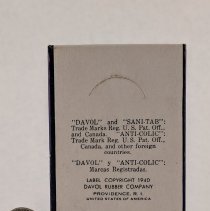 "DAVOL" and "SANI-TAB":
Trade Marks Reg. U. S. Pat. Off.,
and Canada. "ANTI-COLIC":
Trade Mark Reg. U. S. Pat. Off.,
Canada, and other foreign
countries.
"DAVOL" y "ANTI-COLIC":
Marcas Registradas.
LABEL COPYRIGHT 1940
DAVOL RUBBER COMPANY
PROVIDENCE, R. I.
UNITED STATES OF AMERICA